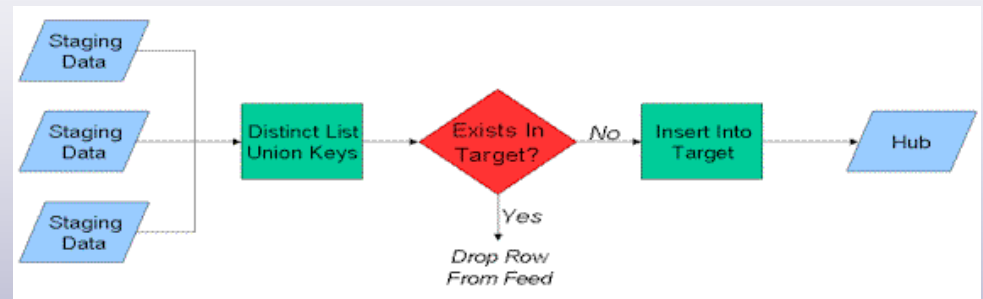 Staging
Data
Staging
Data
Staging
Data
Distinct List
Union Keys
Exists In
Target?
No
Yes
Drop Row
From Feed
Insert Into
Target
Hub